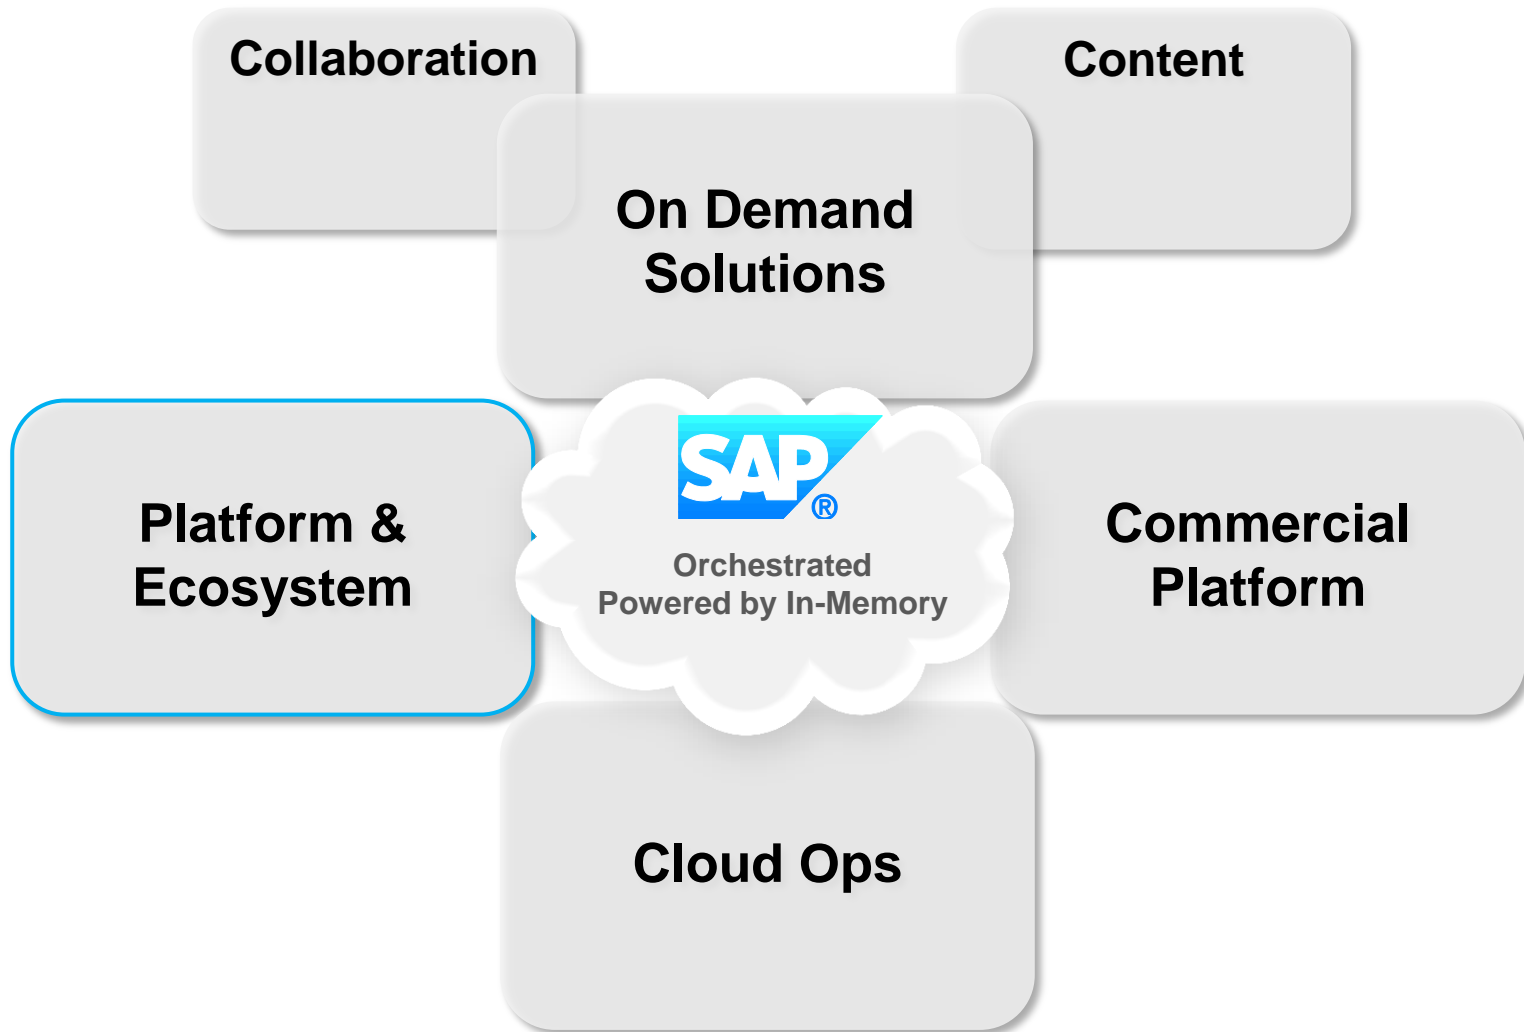 Collaboration
Content
On Demand
Solutions
SAP®
Orchestrated
Powered by In-Memory
Platform &
Ecosystem
Commercial
Platform
Cloud Ops